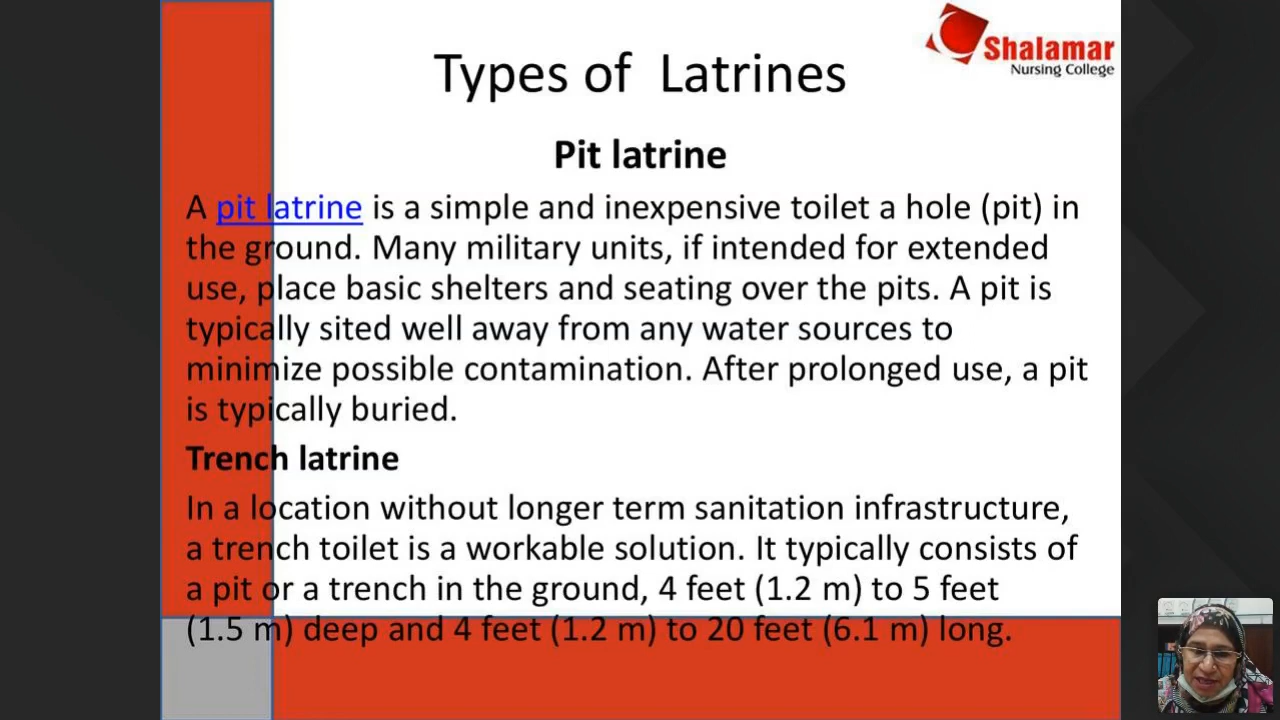 Shalamar
Nursing College
Types of Latrines
Pit latrine
A pit latrine is a simple and inexpensive toilet a hole (pit) in
the ground. Many military units, if intended for extended
use, place basic shelters and seating over the pits. A pit is
typically sited well away from any water sources to
minimize possible contamination. After prolonged use, a pit
is typically buried.
Trench latrine
In a location without longer term sanitation infrastructure,
a trench toilet is a workable solution. It typically consists of
a pit or a trench in the ground, 4 feet (1.2 m) to 5 feet
(1.5 m) deep and 4 feet (1.2 m) to 20 feet (6.1 m) long.